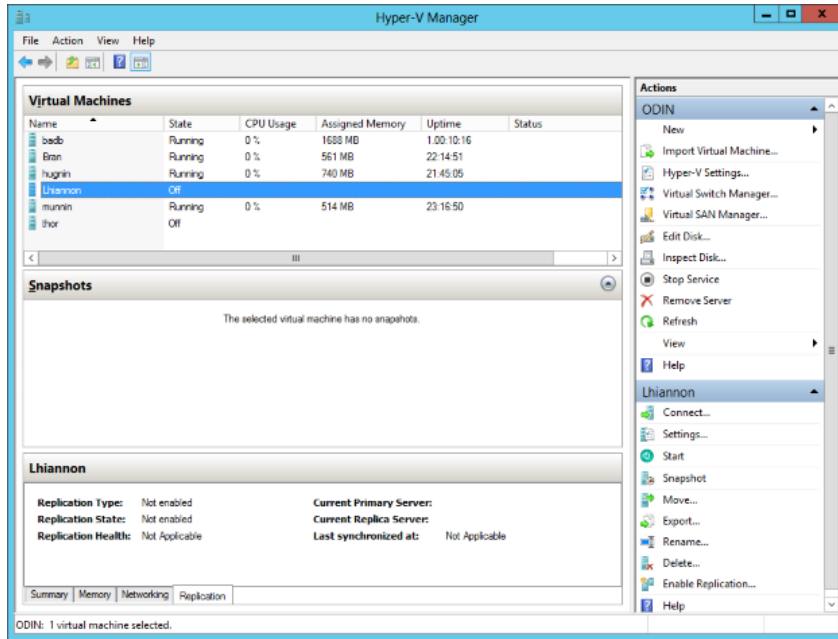 Hyper-V Manager
File Action View Help
Virtual Machines
Name State CPU Usage Assigned Memory Uptime Status
badb Running 0 % 1688 MB 1.00:10:16
Bran Running 0 % 561 MB 22:14:51
hugnin Running 0 % 740 MB 21:45:05
Lhiannon Off
munnin Running 0 % 514 MB 23:16:50
thor Off
Snapshots
The selected virtual machine has no snapshots.
Lhiannon
Replication Type: Not enabled Current Primary Server:
Replication State: Not enabled Current Replica Server:
Replication Health: Not Applicable Last synchronized at: Not Applicable
Summary Memory Networking Replication
ODIN: 1 virtual machine selected.
Actions
ODIN
New
Import Virtual Machine...
Hyper-V Settings...
Virtual Switch Manager...
Virtual SAN Manager...
Edit Disk...
Inspect Disk...
Stop Service
Remove Server
Refresh
View
Help
Lhiannon
Connect...
Settings...
Start
Snapshot
Move...
Export...
Rename...
Delete...
Enable Replication...
Help